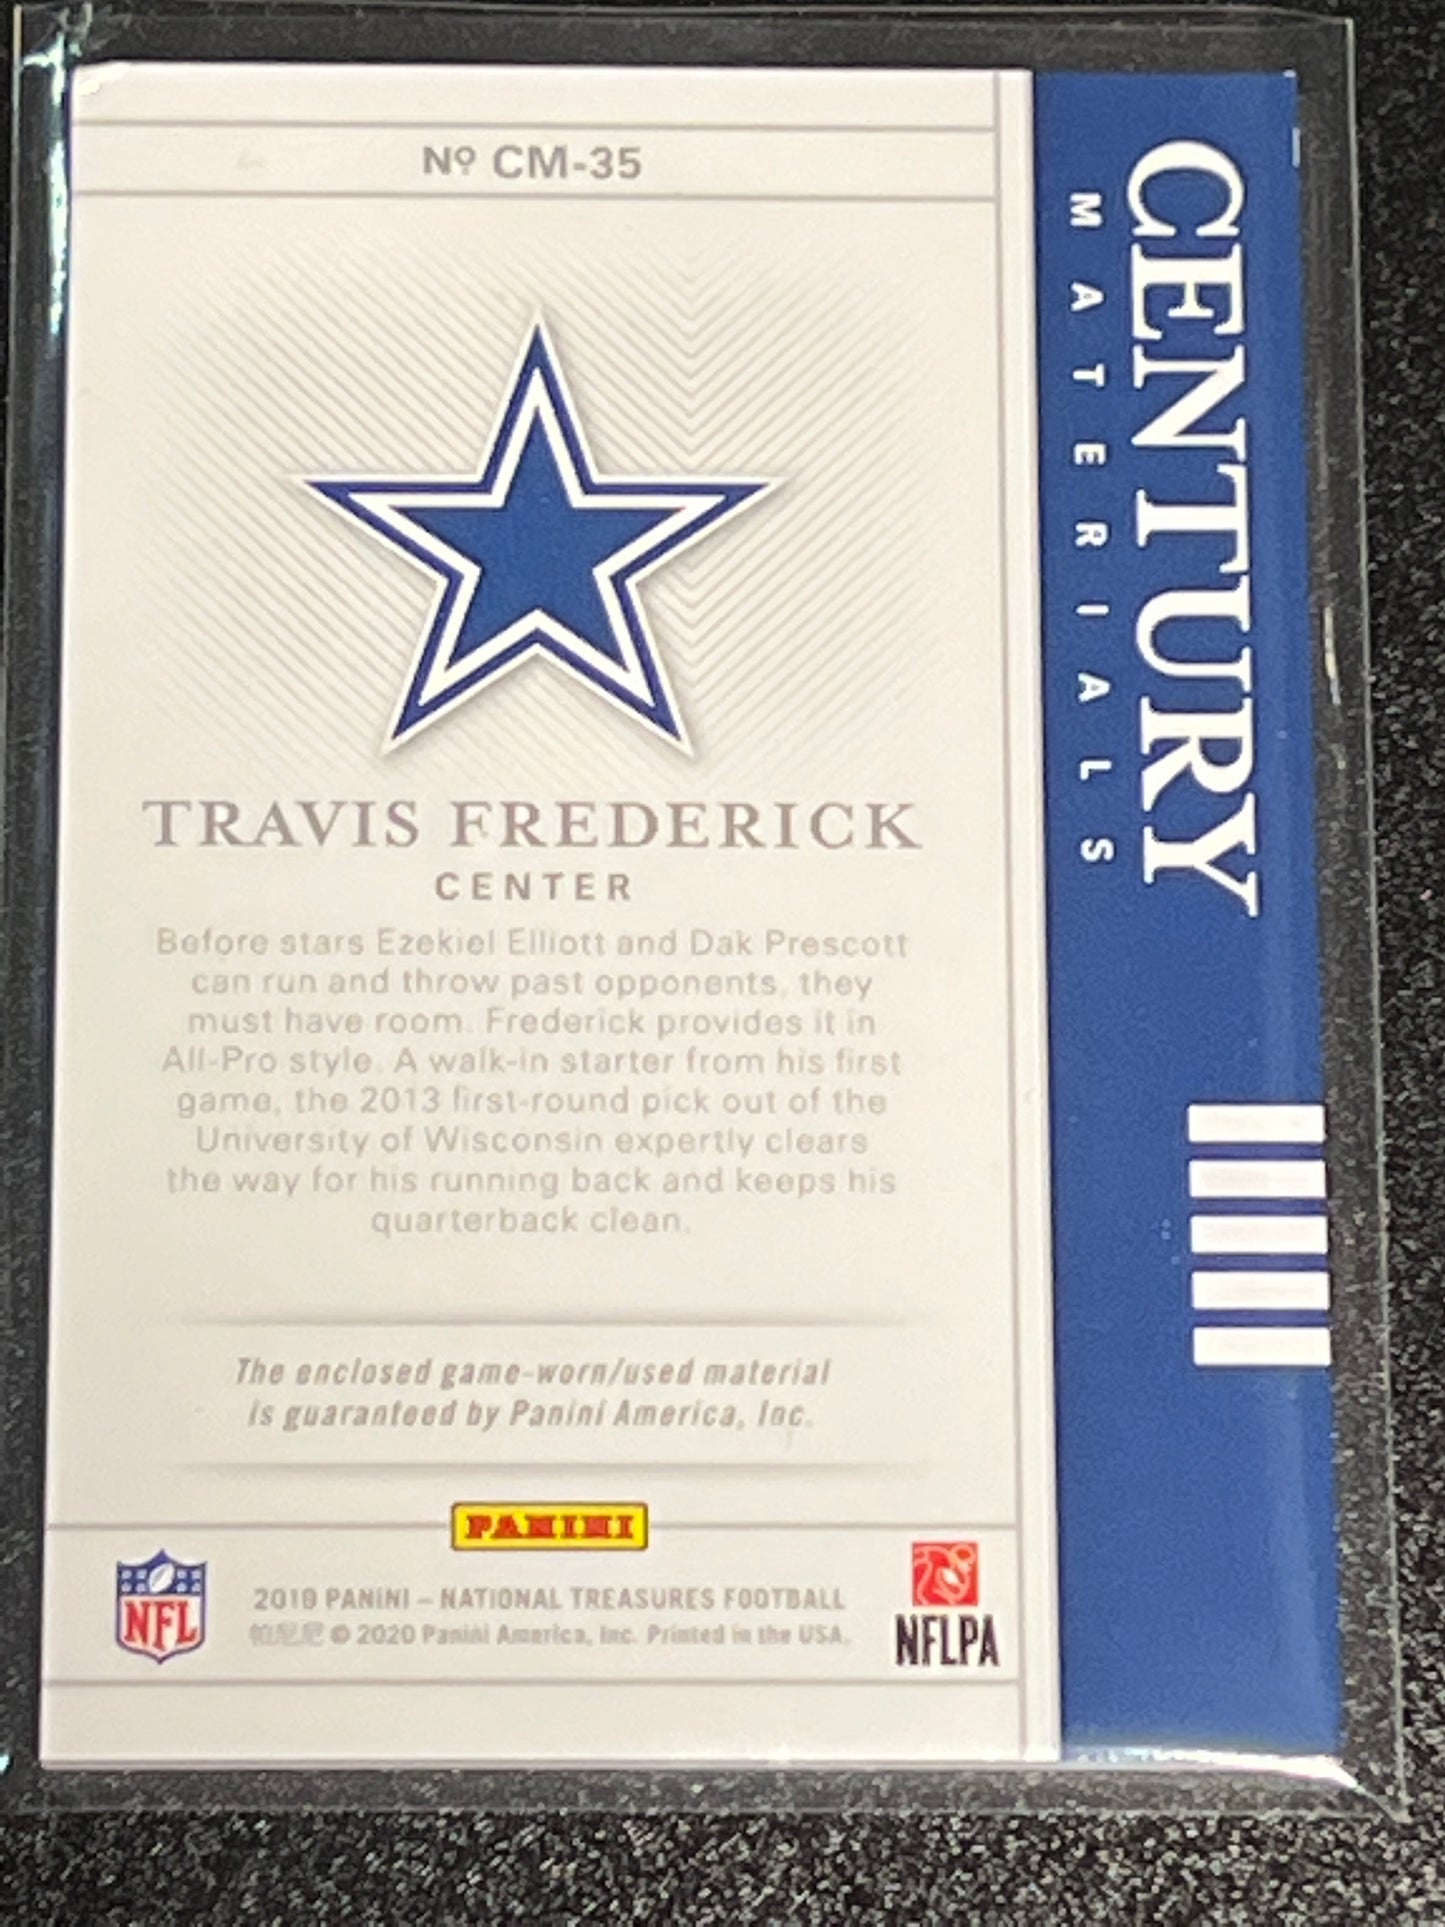 Nº CM-35
CENTURY
MATERIALS
TRAVIS FREDERICK
CENTER
Before stars Ezekiel Elliott and Dak Prescott
can run and throw past opponents, they
must have room. Frederick provides it in
All-Pro style. A walk-in starter from his first
game, the 2013 first-round pick out of the
University of Wisconsin expertly clears
the way for his running back and keeps his
quarterback clean.
The enclosed game-worn/used material
is guaranteed by Panini America, Inc.
PANINI
NFL
2019 PANINI – NATIONAL TREASURES FOOTBALL
帕尼尼 © 2020 Panini America, Inc. Printed in the USA.
NFLPA